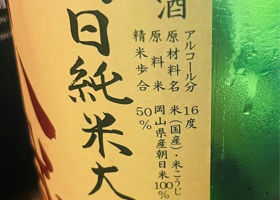 酒
日純米大
アルコール分 16度
原材料名 米(国産)・米こうじ
原料米 岡山県産朝日米100%
精米歩合 50%